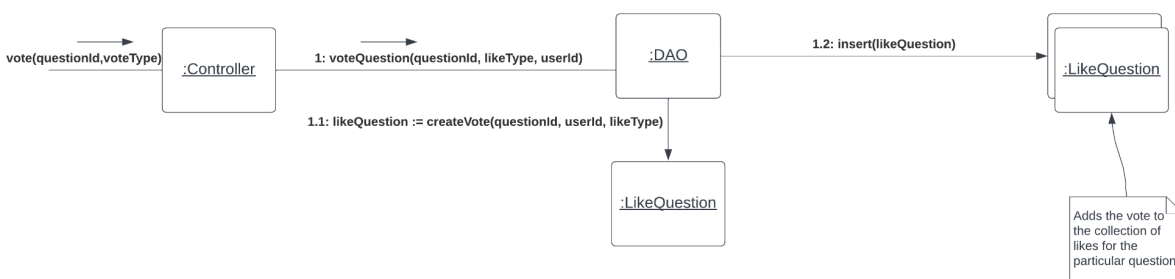 vote(questionId,voteType)
:Controller
1: voteQuestion(questionId, likeType, userId)
:DAO
1.2: insert(likeQuestion)
:LikeQuestion
1.1: likeQuestion := createVote(questionId, userId, likeType)
:LikeQuestion
Adds the vote to
the collection of
likes for the
particular question